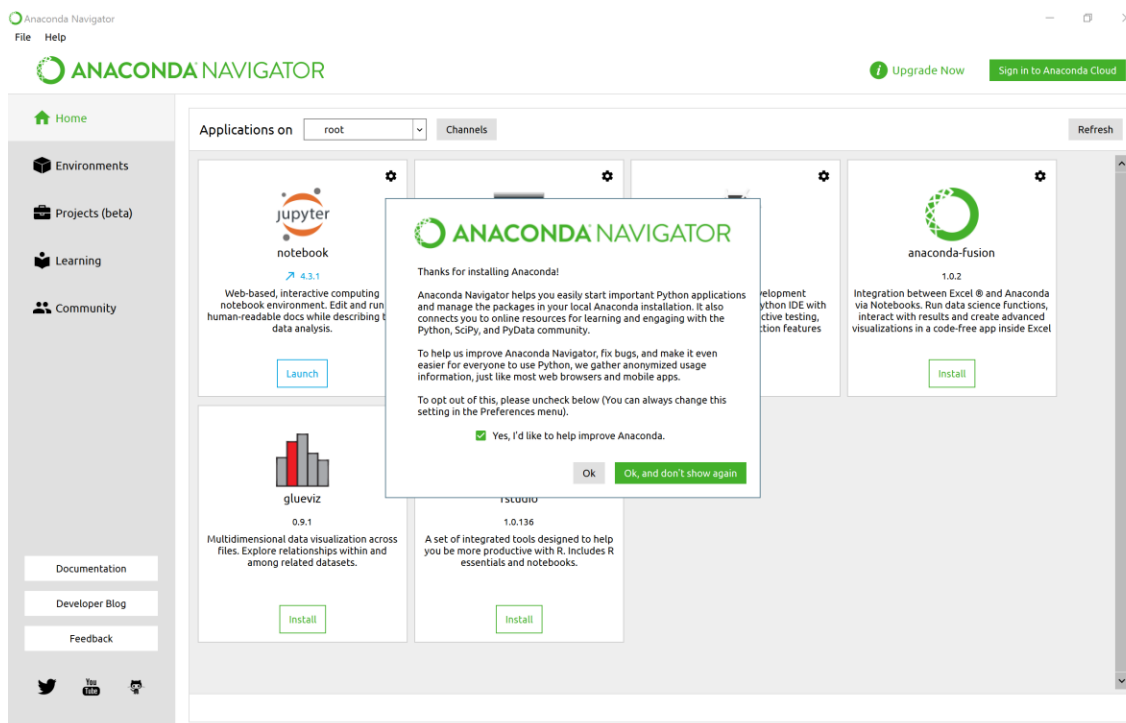 Anaconda Navigator
File Help
ANACONDA NAVIGATOR
Upgrade Now
Sign in to Anaconda Cloud
Home
Environments
Projects (beta)
Learning
Community
Documentation
Developer Blog
Feedback
You
Tube
Applications on root Channels
Refresh
jupyter
notebook
4.3.1
Web-based, interactive computing
notebook environment. Edit and run
human-readable docs while describing
data analysis.
Launch
ANACONDA NAVIGATOR
Thanks for installing Anaconda!
Anaconda Navigator helps you easily start important Python applications
and manage the packages in your local Anaconda installation. It also
connects you to online resources for learning and engaging with the
Python, SciPy, and PyData community.
To help us improve Anaconda Navigator, fix bugs, and make it even
easier for everyone to use Python, we gather anonymized usage
information, just like most web browsers and mobile apps.
To opt out of this, please uncheck below (You can always change this
setting in the Preferences menu).
Yes, I'd like to help improve Anaconda.
Ok
Ok, and don't show again
IDE with
testing,
features
anaconda-fusion
1.0.2
Integration between Excel ® and Anaconda
via Notebooks. Run data science functions,
interact with results and create advanced
visualizations in a code-free app inside Excel
Install
glueviz
0.9.1
Multidimensional data visualization across
files. Explore relationships within and
among related datasets.
Install
rstudio
1.0.136
A set of integrated tools designed to help
you be more productive with R. Includes R
essentials and notebooks.
Install